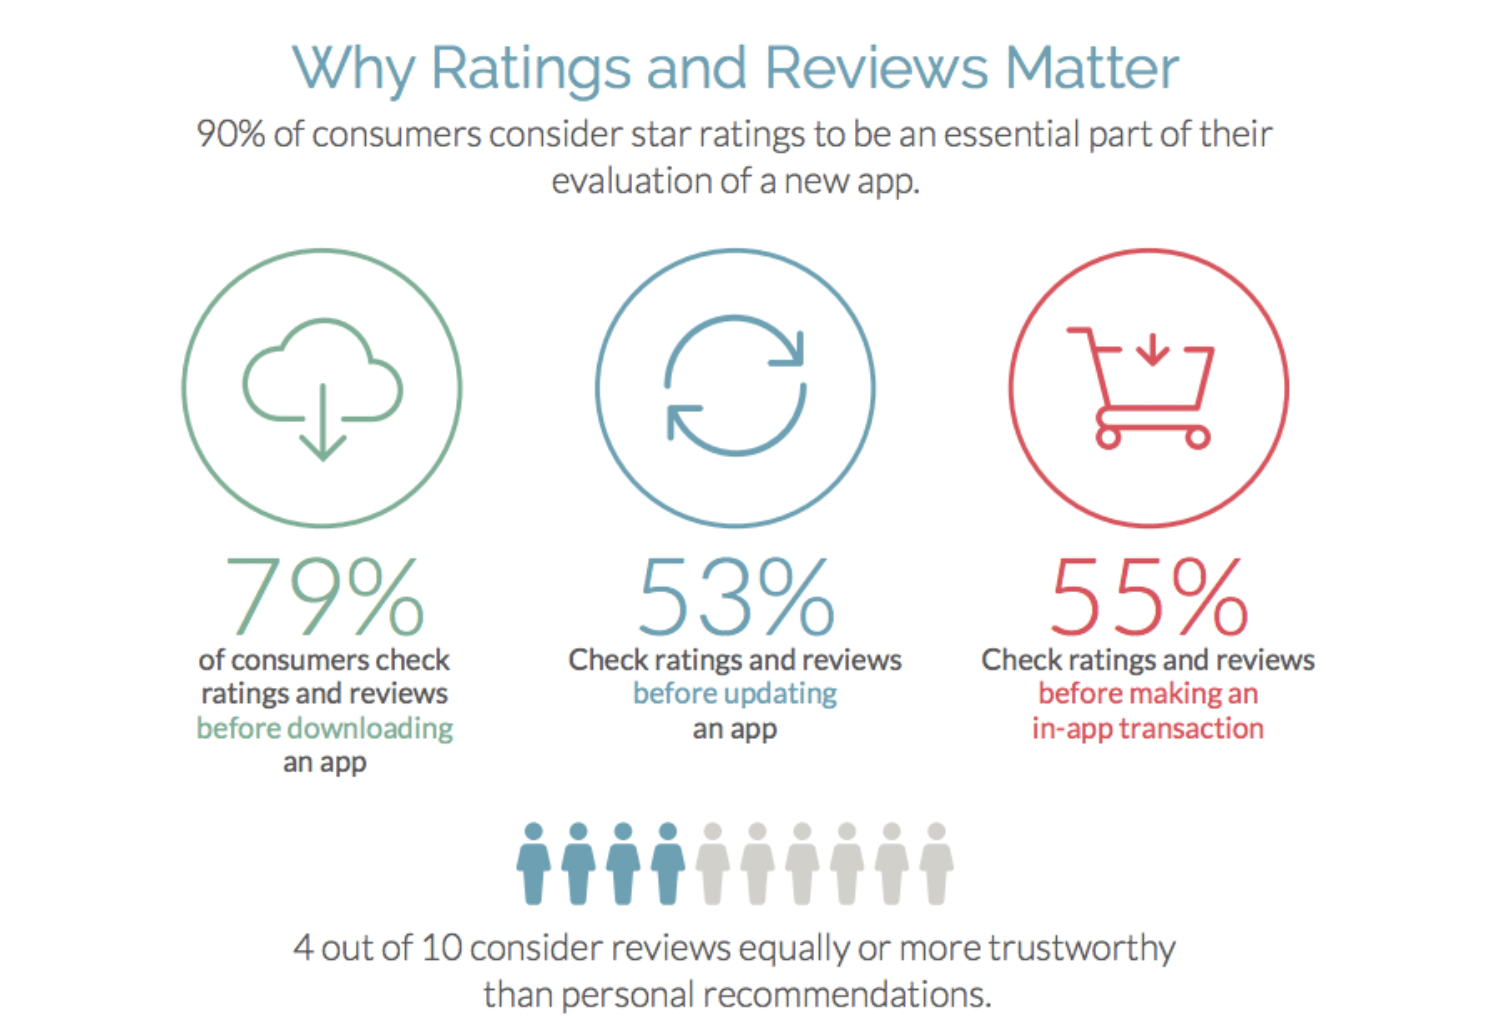 Why Ratings and Reviews Matter
90% of consumers consider star ratings to be an essential part of their
evaluation of a new app.
79%
of consumers check
ratings and reviews
before downloading
an app
53%
Check ratings and reviews
before updating
an app
55%
Check ratings and reviews
before making an
in-app transaction
4 out of 10 consider reviews equally or more trustworthy
than personal recommendations.